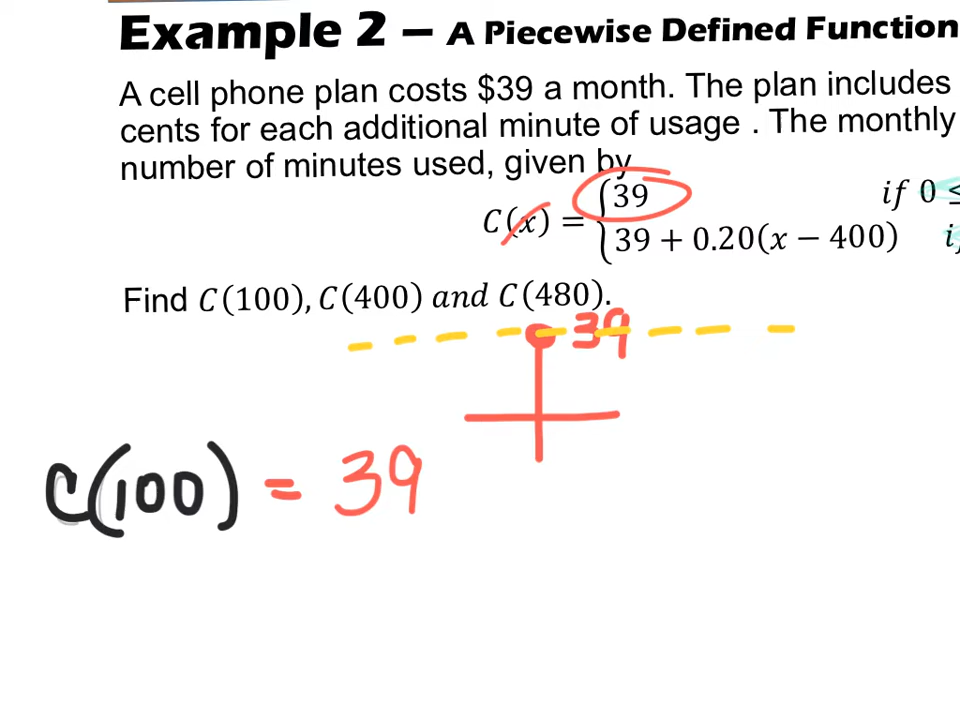 Example 2 – A Piecewise Defined Function
A cell phone plan costs $39 a month. The plan includes
cents for each additional minute of usage . The monthly
number of minutes used, given by
C(x) = {39 if 0 ≤
39 + 0.20(x − 400)
Find C(100), C(400) and C(480).
39
C(100) = 39